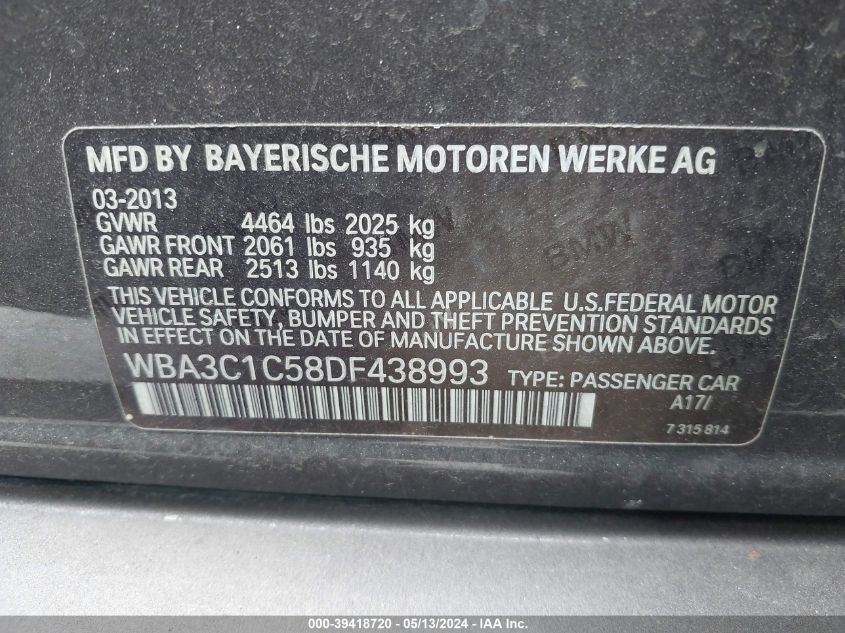 MFD BY BAYERISCHE MOTOREN WERKE AG
03-2013
GVWR 4464 lbs 2025 kg
GAWR FRONT 2061 lbs 935 kg
GAWR REAR 2513 lbs 1140 kg
THIS VEHICLE CONFORMS TO ALL APPLICABLE U.S.FEDERAL MOTOR
VEHICLE SAFETY, BUMPER AND THEFT PREVENTION STANDARDS
IN EFFECT ON THE DATE OF MANUFACTURE SHOWN ABOVE.
WBA3C1C58DF438993 TYPE: PASSENGER CAR
A17/
7 315 814
000-39418720 - 05/13/2024 - IAA Inc.